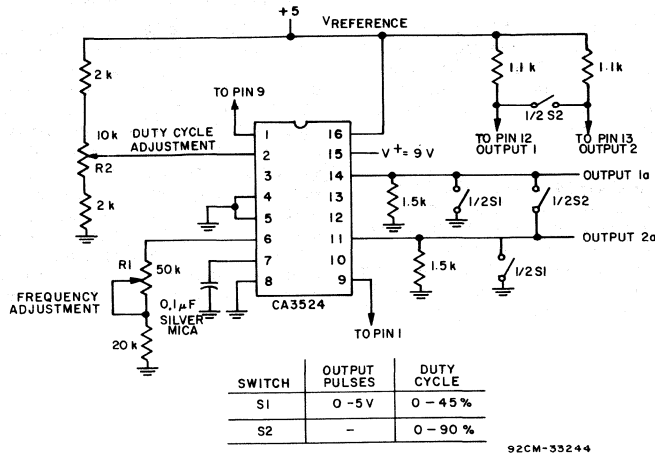 +5
VREFERENCE
2 k
10k
R2
2 k
DUTY CYCLE
ADJUSTMENT
TO PIN 9
1
2
3
4
5
6
7
8
16
15
14
13
12
11
10
9
CA3524
V+ = 9 V
1.1 k
1.1k
1/2 S2
TO PIN 12
OUTPUT 1
TO PIN 13
OUTPUT 2
OUTPUT 1a
1.5k
1/2S1
1/2S2
OUTPUT 2a
1.5k
1/2S1
TO PIN 1
R1
50 k
FREQUENCY
ADJUSTMENT
20k
0.1µF
SILVER
MICA
SWITCH OUTPUT PULSES DUTY CYCLE
S1 0 -5V 0 - 45%
S2 - 0 - 90 %
92CM-33244